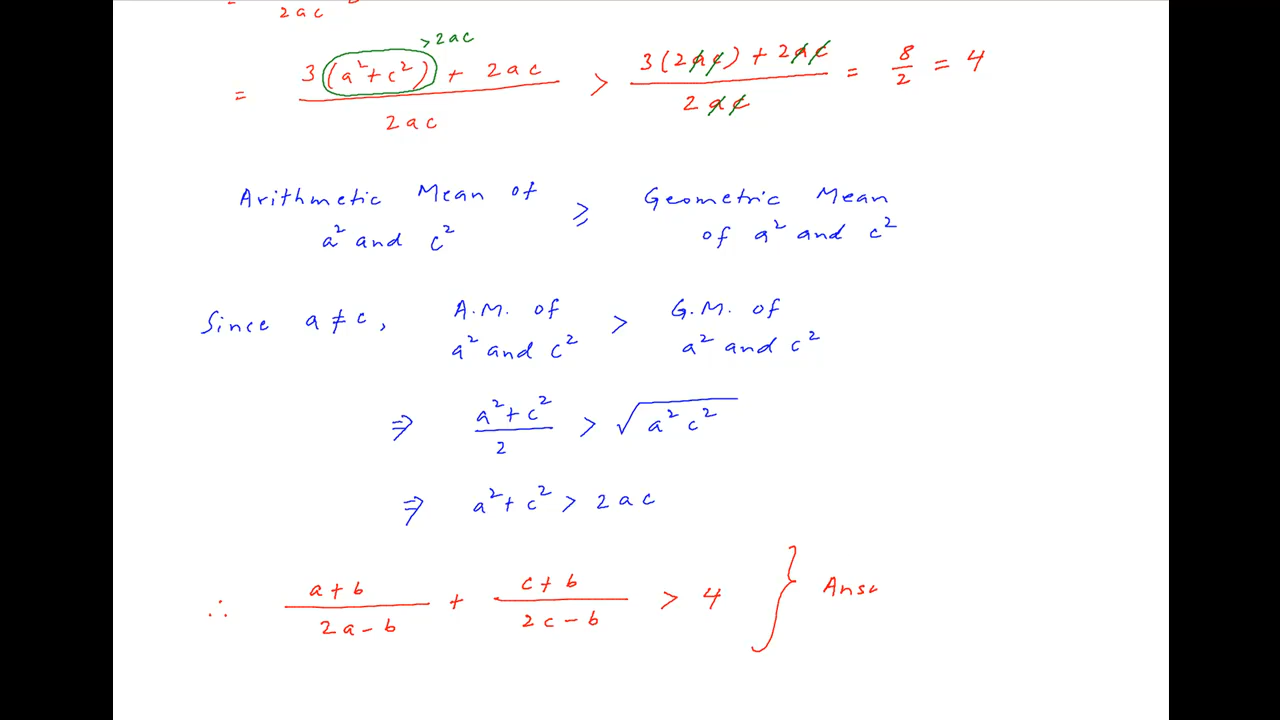 2ac
>2ac
= 3(a²+c²) + 2ac / 2ac > 3(2ac) + 2ac / 2ac = 8/2 = 4
Arithmetic Mean of a² and c² ≥ Geometric Mean of a² and c²
Since a ≠ c, A.M. of a² and c² > G.M. of a² and c²
⇒ a²+c² / 2 > √a²c²
⇒ a²+c² > 2ac
∴ a+b / 2a-b + c+b / 2c-b > 4 } Ans